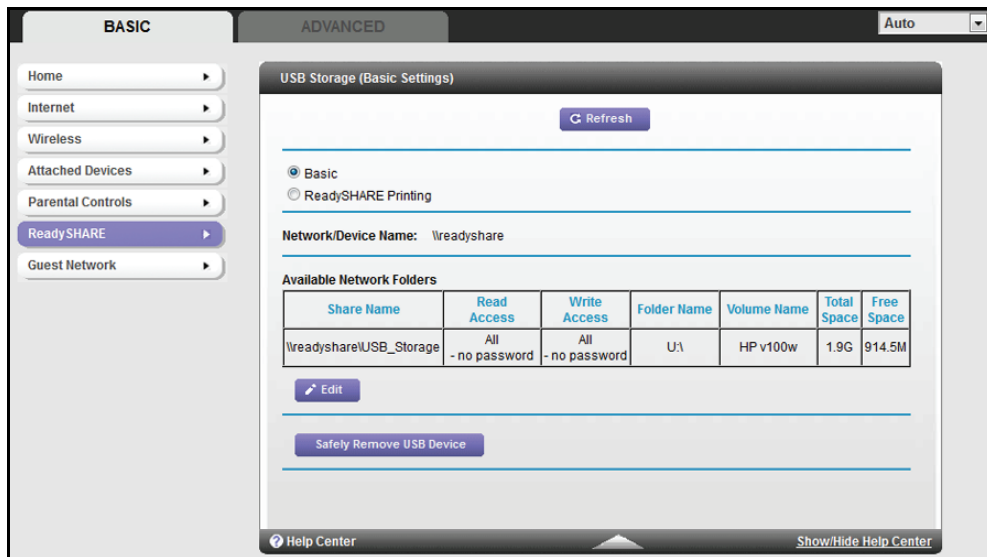 BASIC
ADVANCED
Auto
Home
Internet
Wireless
Attached Devices
Parental Controls
ReadySHARE
Guest Network
USB Storage (Basic Settings)
Refresh
Basic
ReadySHARE Printing
Network/Device Name: \\readyshare
Available Network Folders
Share Name
Read
Access
Write
Access
Folder Name
Volume Name
Total
Space
Free
Space
\\readyshare\USB_Storage
All
- no password
All
- no password
U:\
HP v100w
1.9G
914.5M
Edit
Safely Remove USB Device
Help Center
Show/Hide Help Center